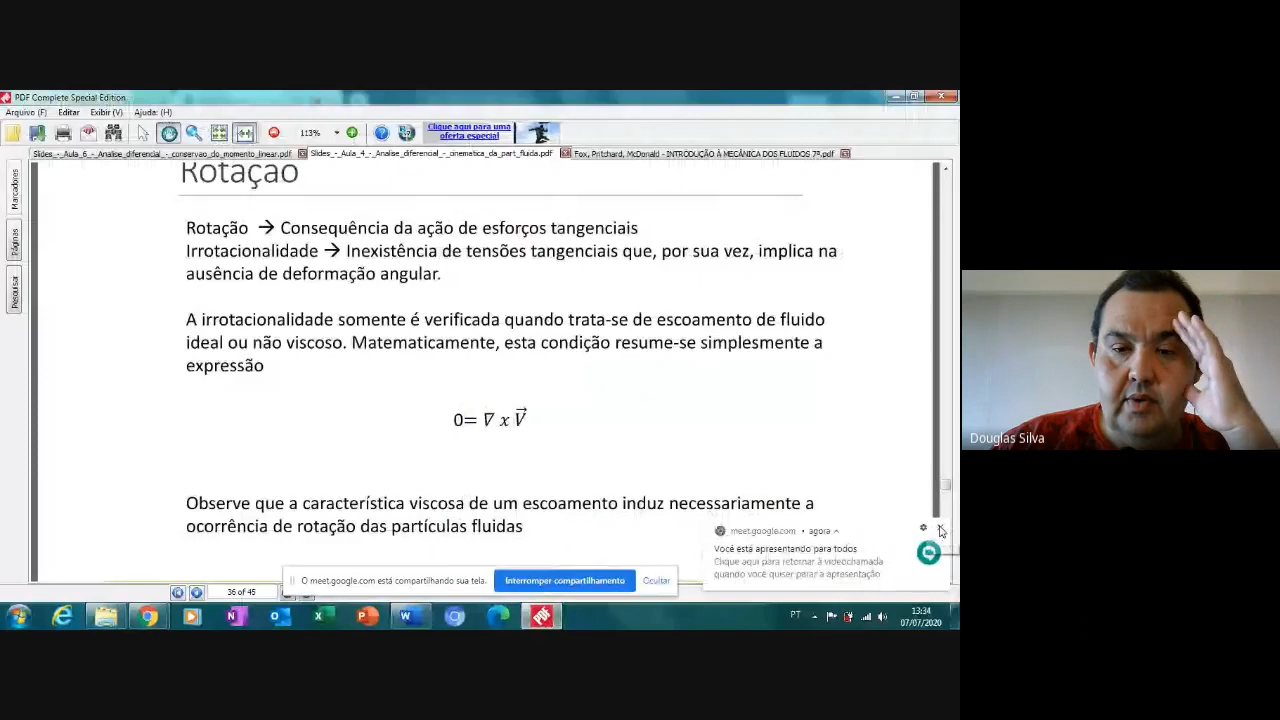 PDF Complete Special Edition
Arquivo (F) Editar Exibir (V) Ajuda: (H)
113%
Clique aqui para uma
oferta especial
Slides_-_Aula_6_-_Analise_diferencial_-_conservao_do_momento_linear.pdf
Slides_-_Aula_4_-_Analise_diferencial_-_cinematica_da_part_fluida.pdf
Fox, Pritchard, McDonald - INTRODUÇÃO À MECÂNICA DOS FLUIDOS 7ª.pdf
Marcadores
Páginas
Pesquisar
Rotação
Rotação → Consequência da ação de esforços tangenciais
Irrotacionalidade → Inexistência de tensões tangenciais que, por sua vez, implica na
ausência de deformação angular.
A irrotacionalidade somente é verificada quando trata-se de escoamento de fluido
ideal ou não viscoso. Matematicamente, esta condição resume-se simplesmente a
expressão
0= ∇ x V⃗
Observe que a característica viscosa de um escoamento induz necessariamente a
ocorrência de rotação das partículas fluidas
meet.google.com • agora
Você está apresentando para todos
Clique aqui para retornar à videochamada
quando você quiser parar a apresentação
O meet.google.com está compartilhando sua tela.
Interromper compartilhamento
Ocultar
36 of 45
PT
13:34
07/07/2020
Douglas Silva